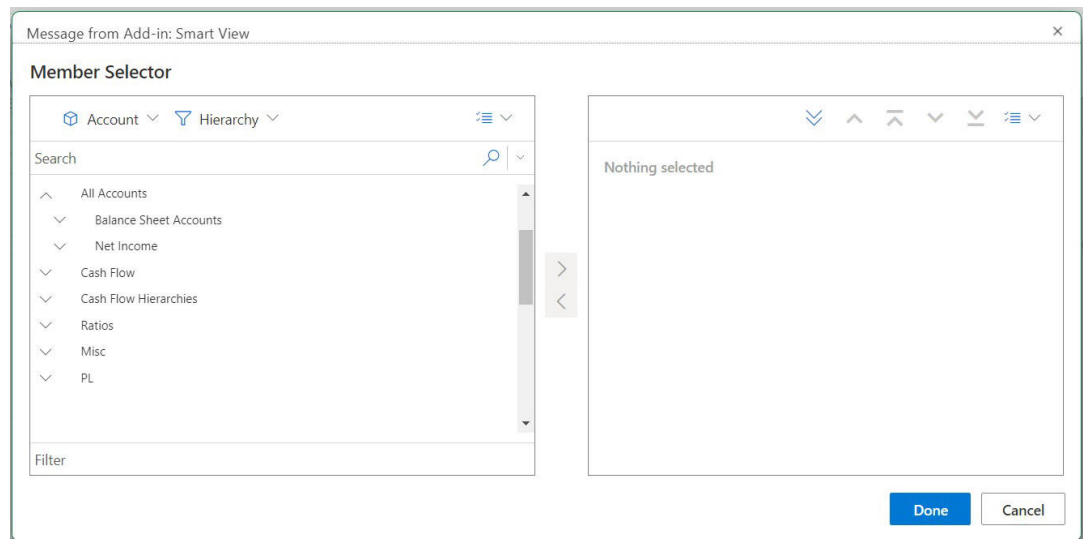 Message from Add-in: Smart View
Member Selector
Account Hierarchy
Search
All Accounts
Balance Sheet Accounts
Net Income
Cash Flow
Cash Flow Hierarchies
Ratios
Misc
PL
Filter
Nothing selected
Done Cancel